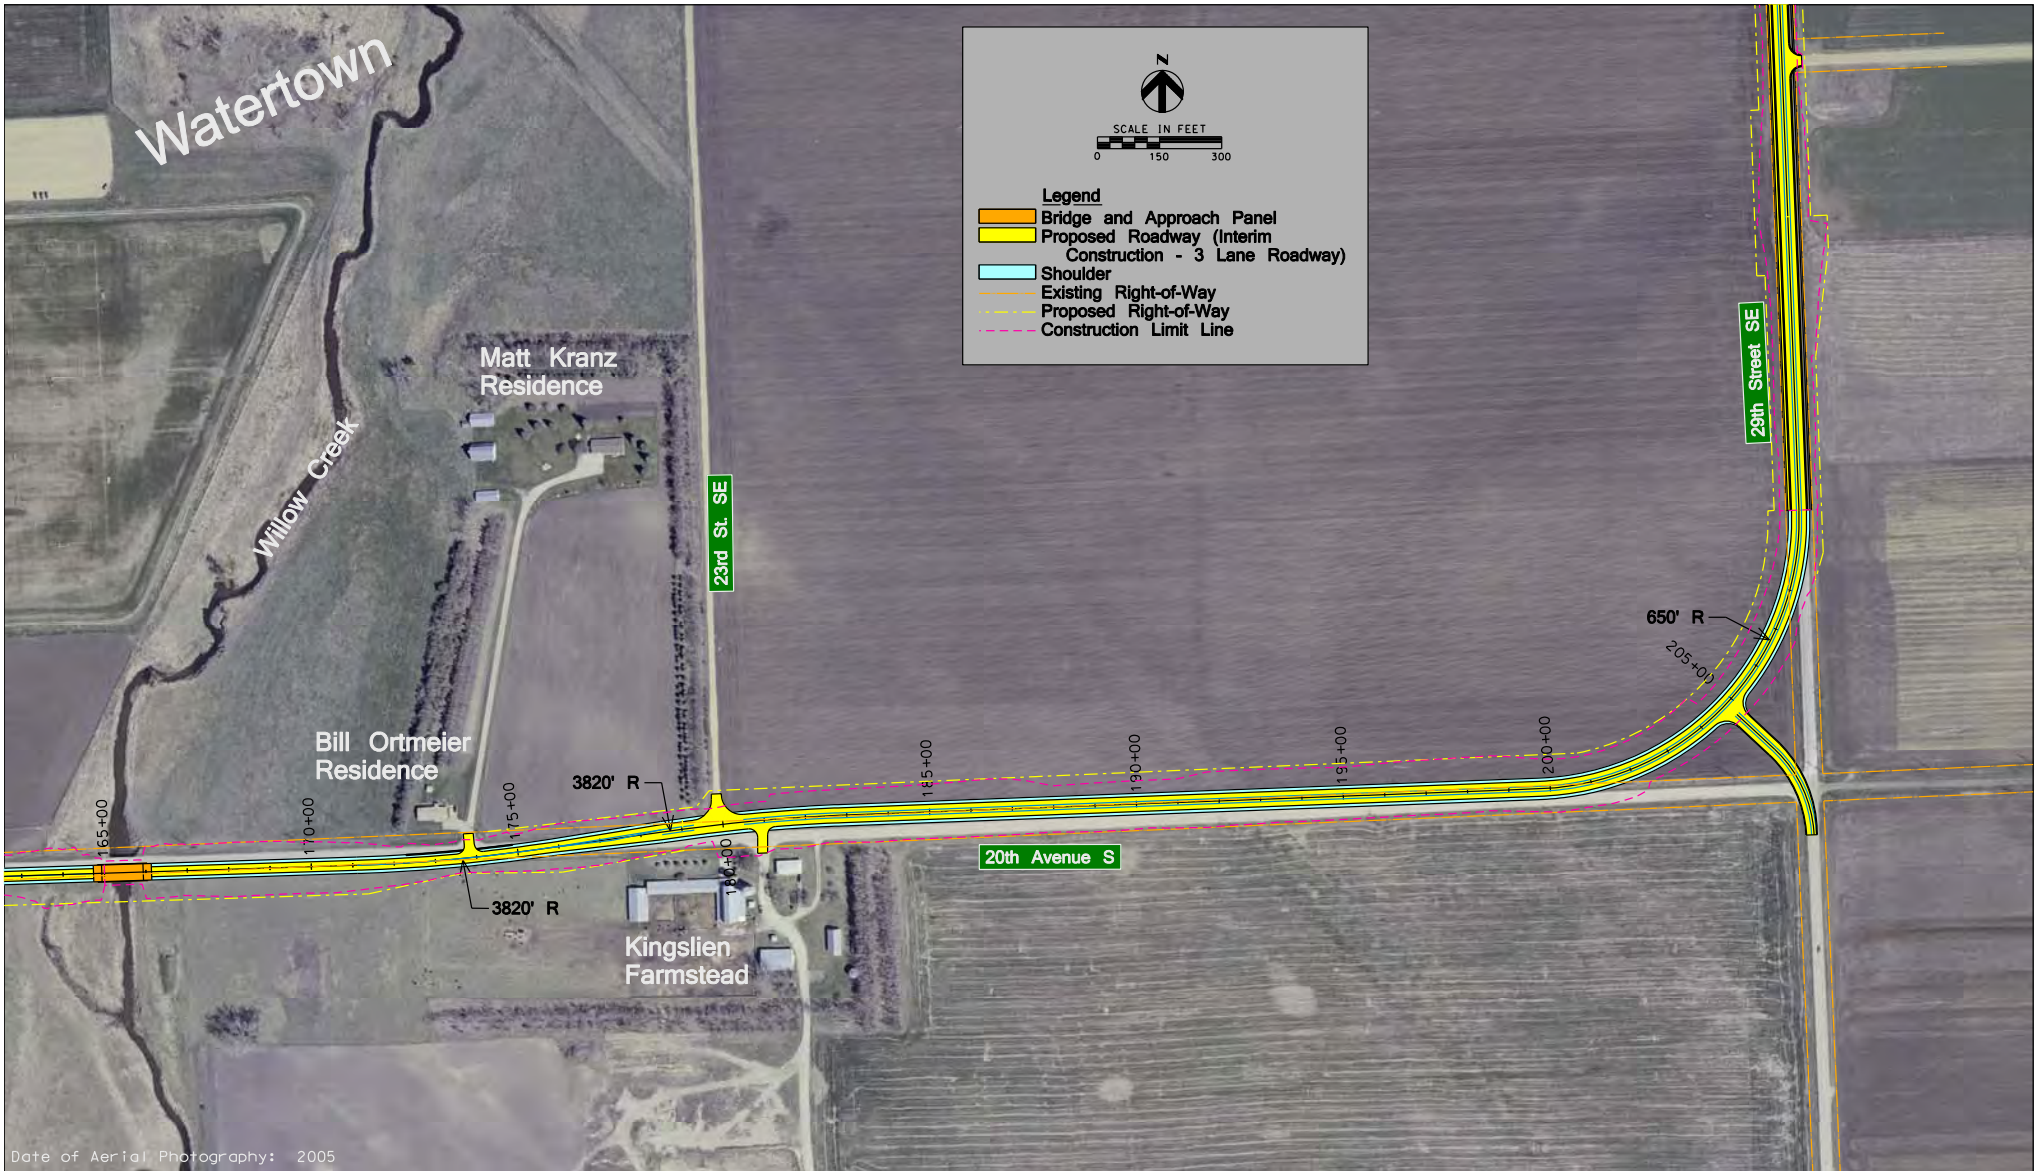 Watertown
N
SCALE IN FEET
0 150 300
Legend
Bridge and Approach Panel
Proposed Roadway (Interim
Construction - 3 Lane Roadway)
Shoulder
Existing Right-of-Way
Proposed Right-of-Way
Construction Limit Line
29th Street SE
Matt Kranz
Residence
Willow Creek
23rd St. SE
650' R
205+00
Bill Ortmeier
Residence
3820' R
165+00
170+00
175+00
180+00
185+00
190+00
195+00
200+00
20th Avenue S
3820' R
Kingslien
Farmstead
Date of Aerial Photography: 2005